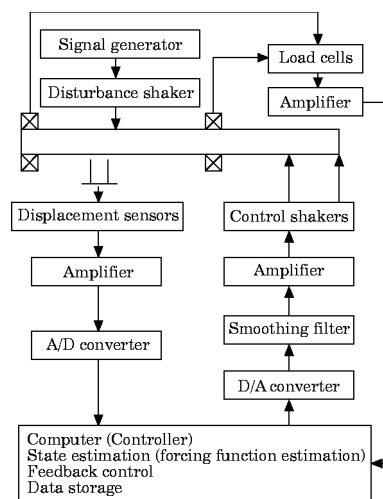 Signal generator
Load cells
Disturbance shaker
Amplifier
Displacement sensors
Control shakers
Amplifier
Amplifier
Smoothing filter
A/D converter
D/A converter
Computer (Controller)
State estimation (forcing function estimation)
Feedback control
Data storage